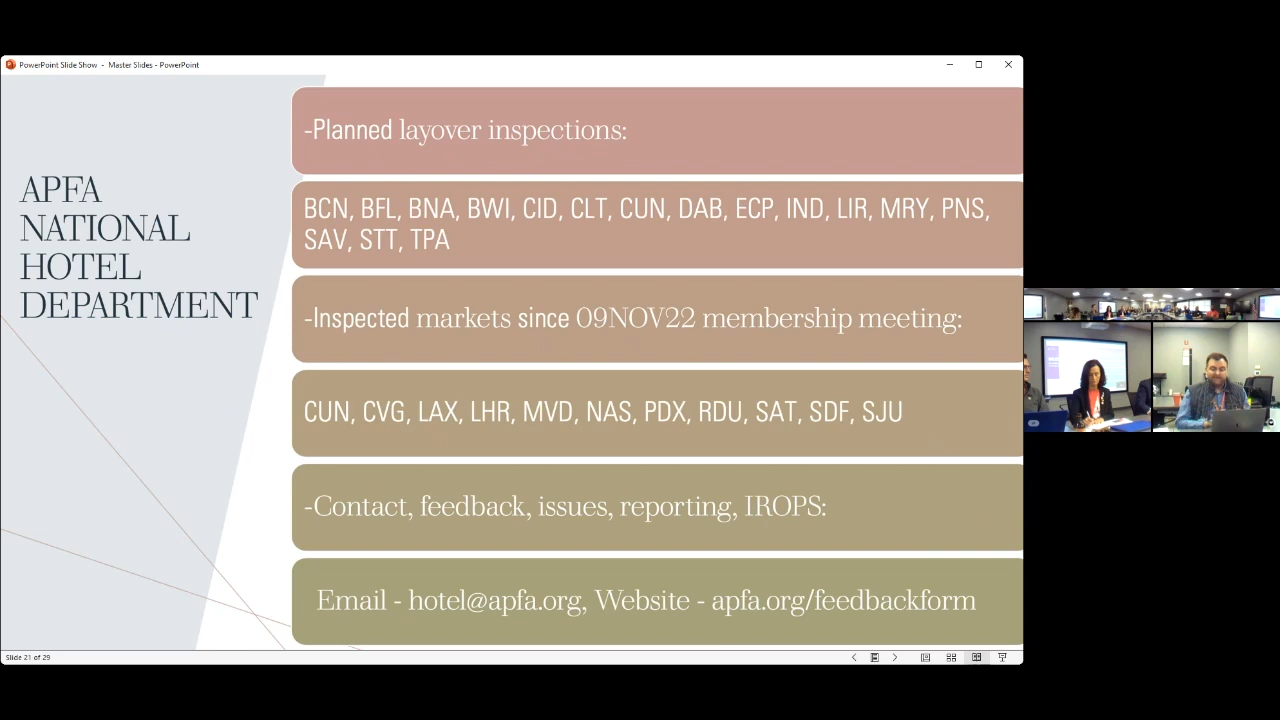 PowerPoint Slide Show - Master Slides - PowerPoint
APFA
NATIONAL
HOTEL
DEPARTMENT
-Planned layover inspections:
BCN, BFL, BNA, BWI, CID, CLT, CUN, DAB, ECP, IND, LIR, MRY, PNS,
SAV, STT, TPA
-Inspected markets since 09NOV22 membership meeting:
CUN, CVG, LAX, LHR, MVD, NAS, PDX, RDU, SAT, SDF, SJU
-Contact, feedback, issues, reporting, IROPS:
Email - hotel@apfa.org, Website - apfa.org/feedbackform
Slide 21 of 29